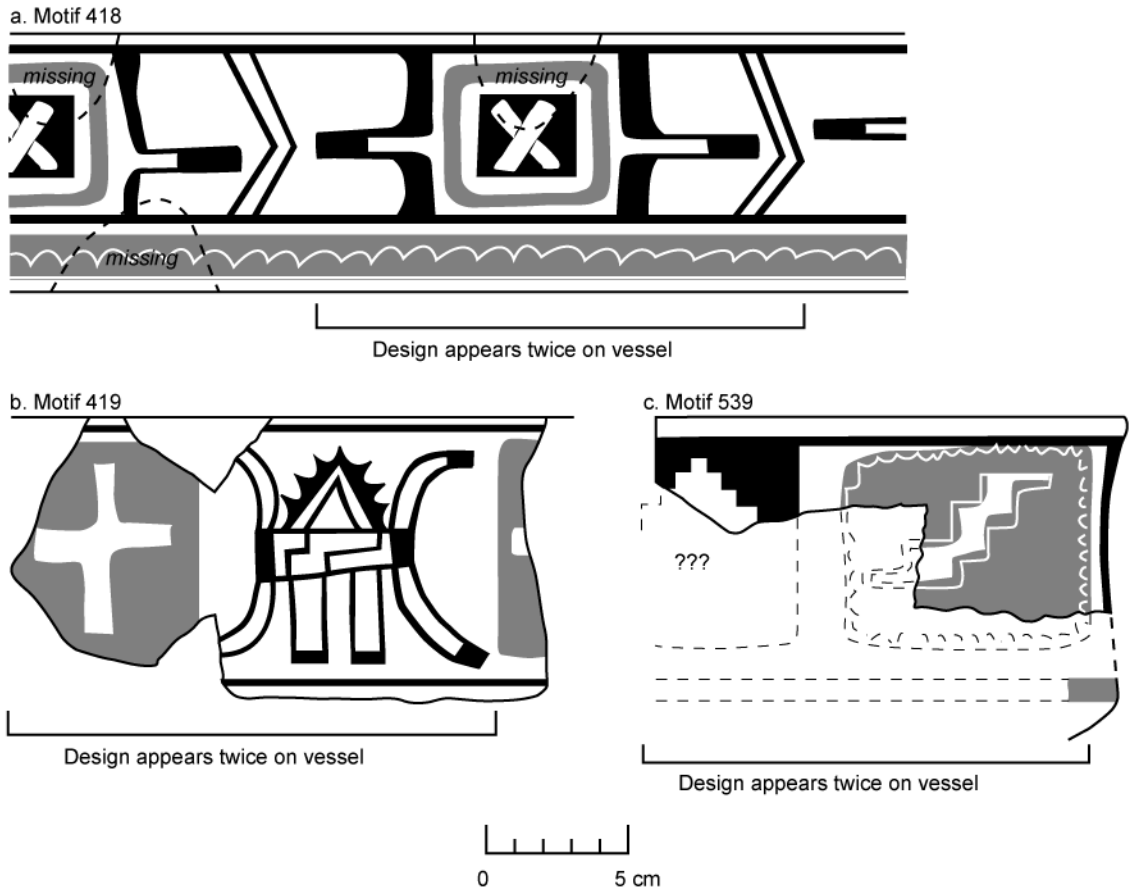 a. Motif 418
missing
missing
missing
Design appears twice on vessel
b. Motif 419
c. Motif 539
???
Design appears twice on vessel
Design appears twice on vessel
0 5 cm